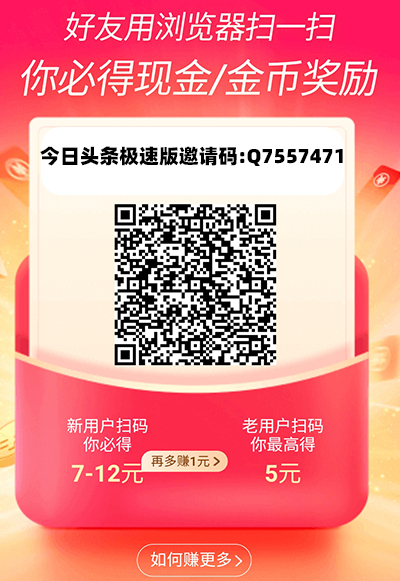 好友用浏览器扫一扫
你必得现金/金币奖励
今日头条极速版邀请码:Q7557471
新用户扫码
你必得
7-12元
再多赚1元 >
老用户扫码
你最高得
5元
如何赚更多 >